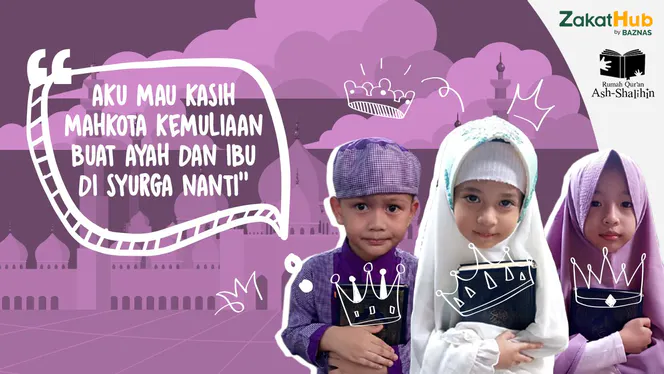 ZakatHub
by BAZNAS
Rumah Qur'an
Ash-Shalihin
“AKU MAU KASIH
MAHKOTA KEMULIAAN
BUAT AYAH DAN IBU
DI SYURGA NANTI"